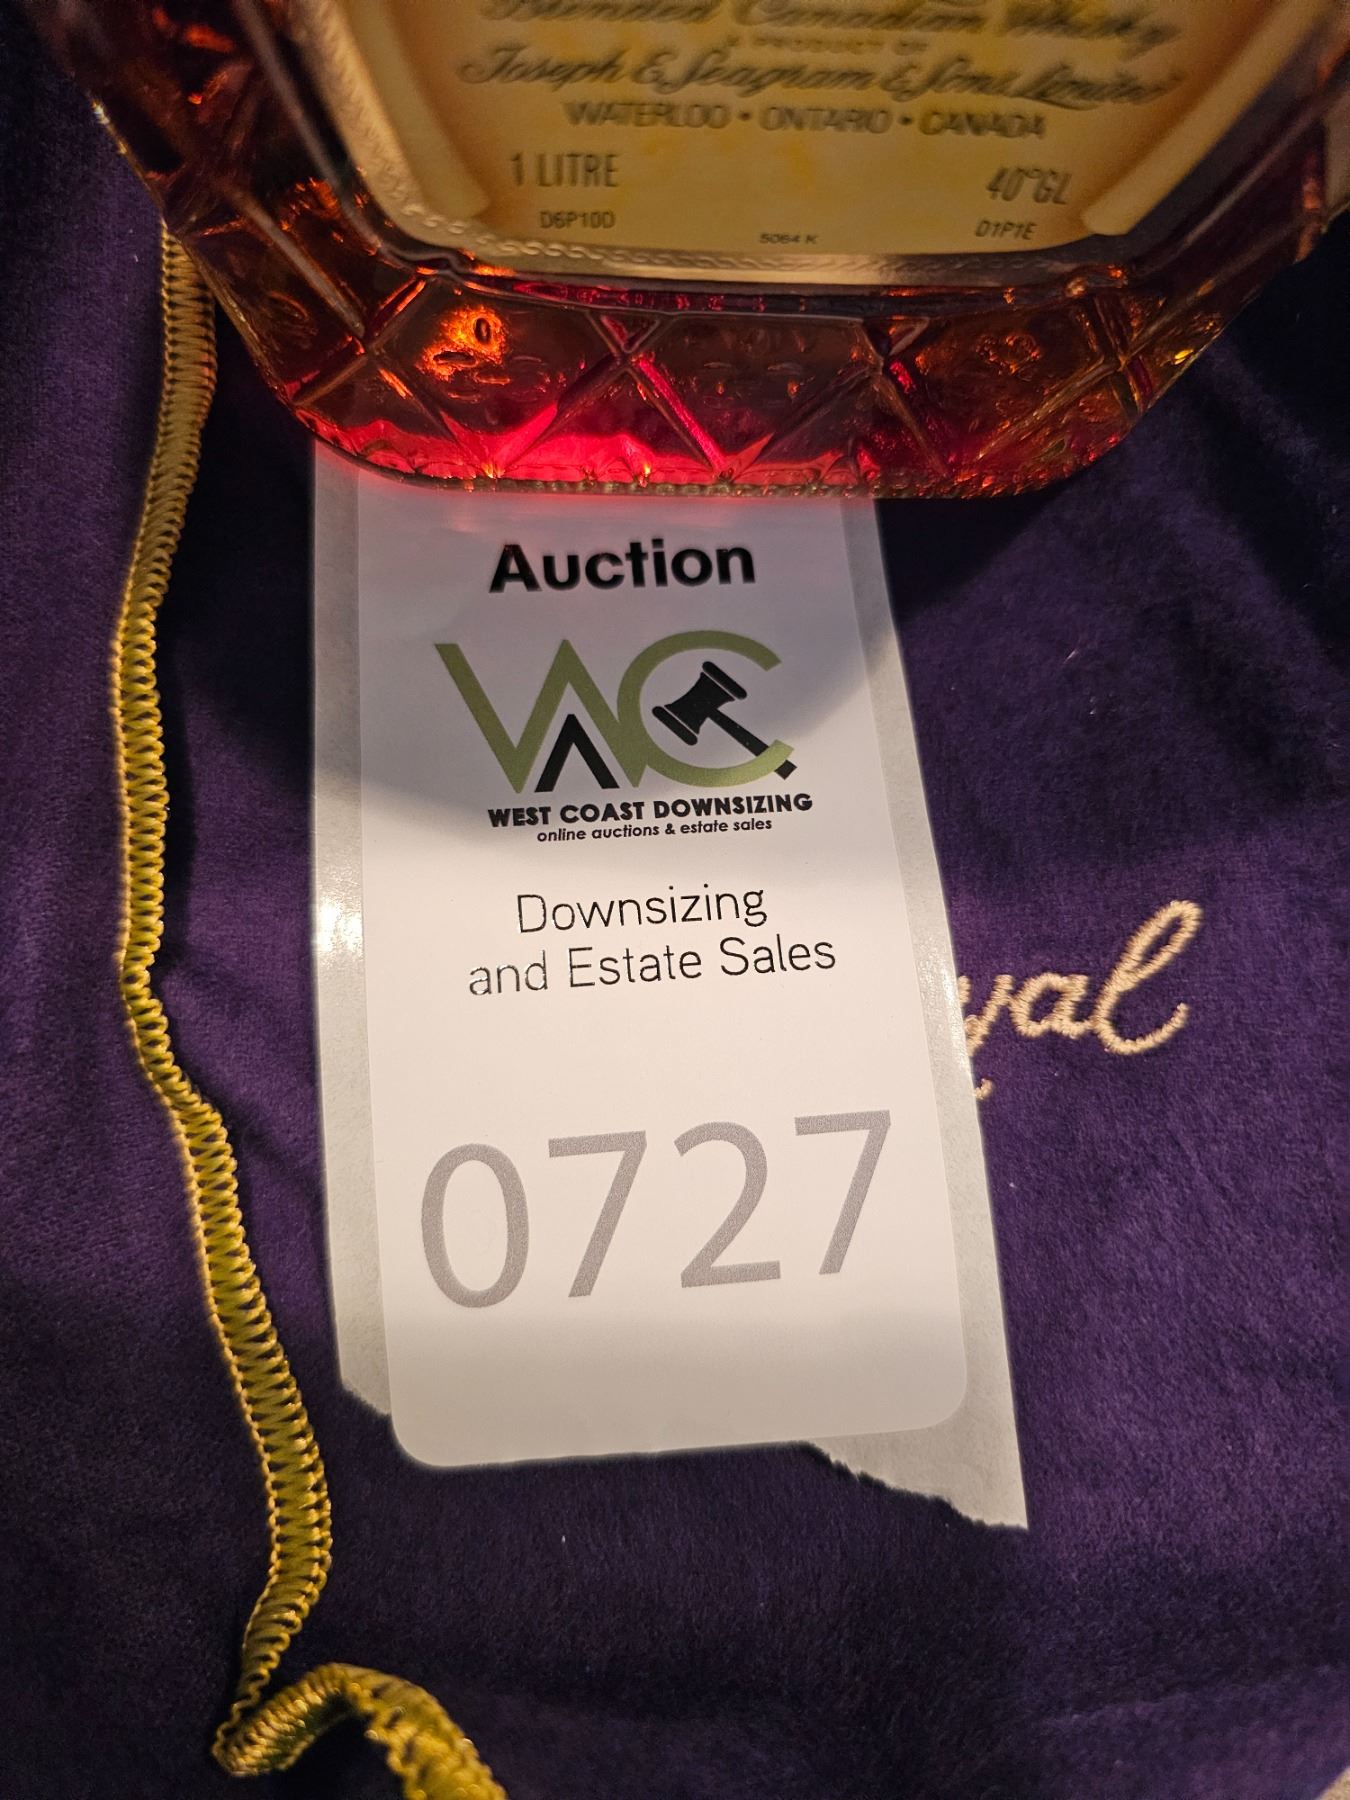 Blended Canadian Whisky
A PRODUCT OF
Joseph E. Seagram & Sons, Limited
WATERLOO • ONTARIO • CANADA
1 LITRE 40°GL
D6P10D 5064 K D1P1E
Auction
WAC
WEST COAST DOWNSIZING
online auctions & estate sales
Downsizing
and Estate Sales
yal
0727